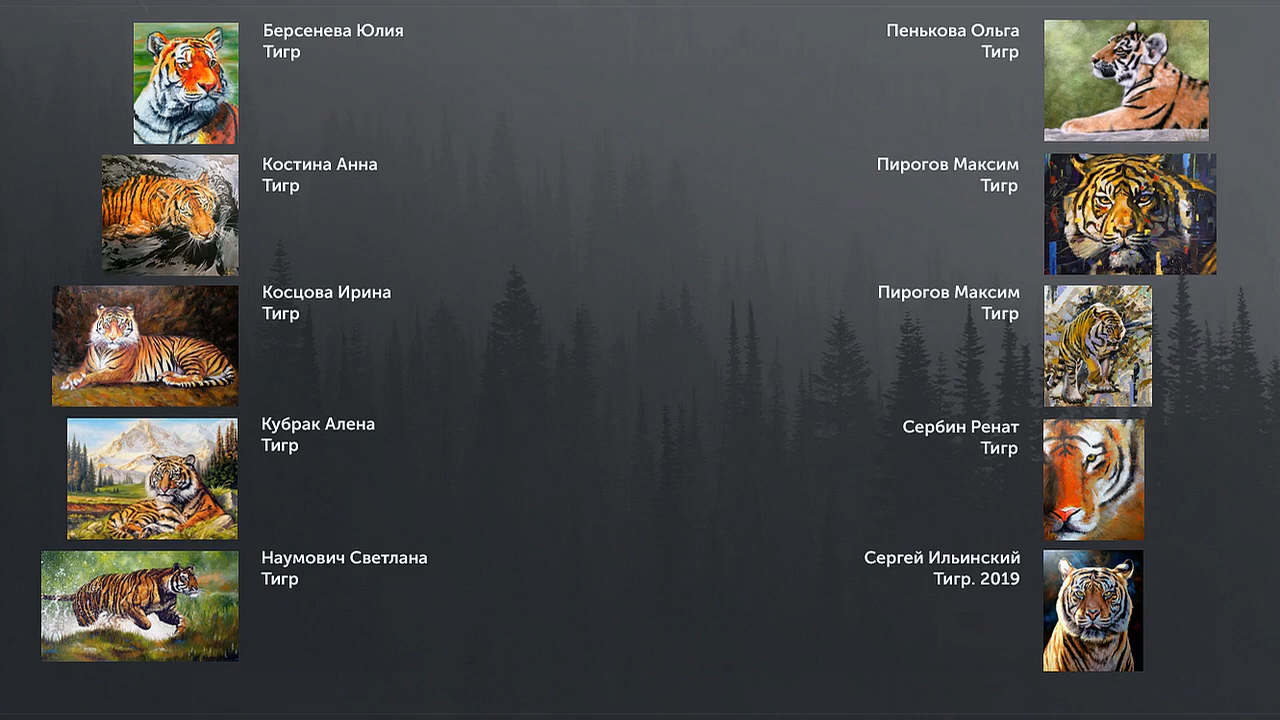 Берсенева Юлия
Тигр
Костина Анна
Тигр
Косцова Ирина
Тигр
Кубрак Алена
Тигр
Наумович Светлана
Тигр
Пенькова Ольга
Тигр
Пирогов Максим
Тигр
Пирогов Максим
Тигр
Сербин Ренат
Тигр
Сергей Ильинский
Тигр. 2019